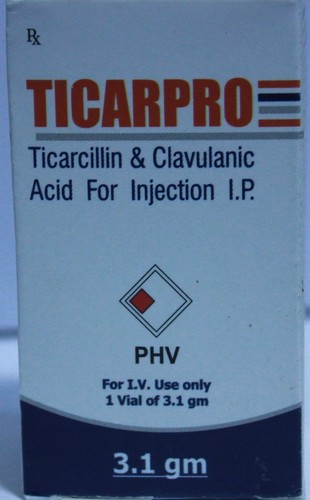 Rx
TICARPRO
Ticarcillin & Clavulanic
Acid For Injection I.P.
PHV
For I.V. Use only
1 Vial of 3.1 gm
3.1 gm